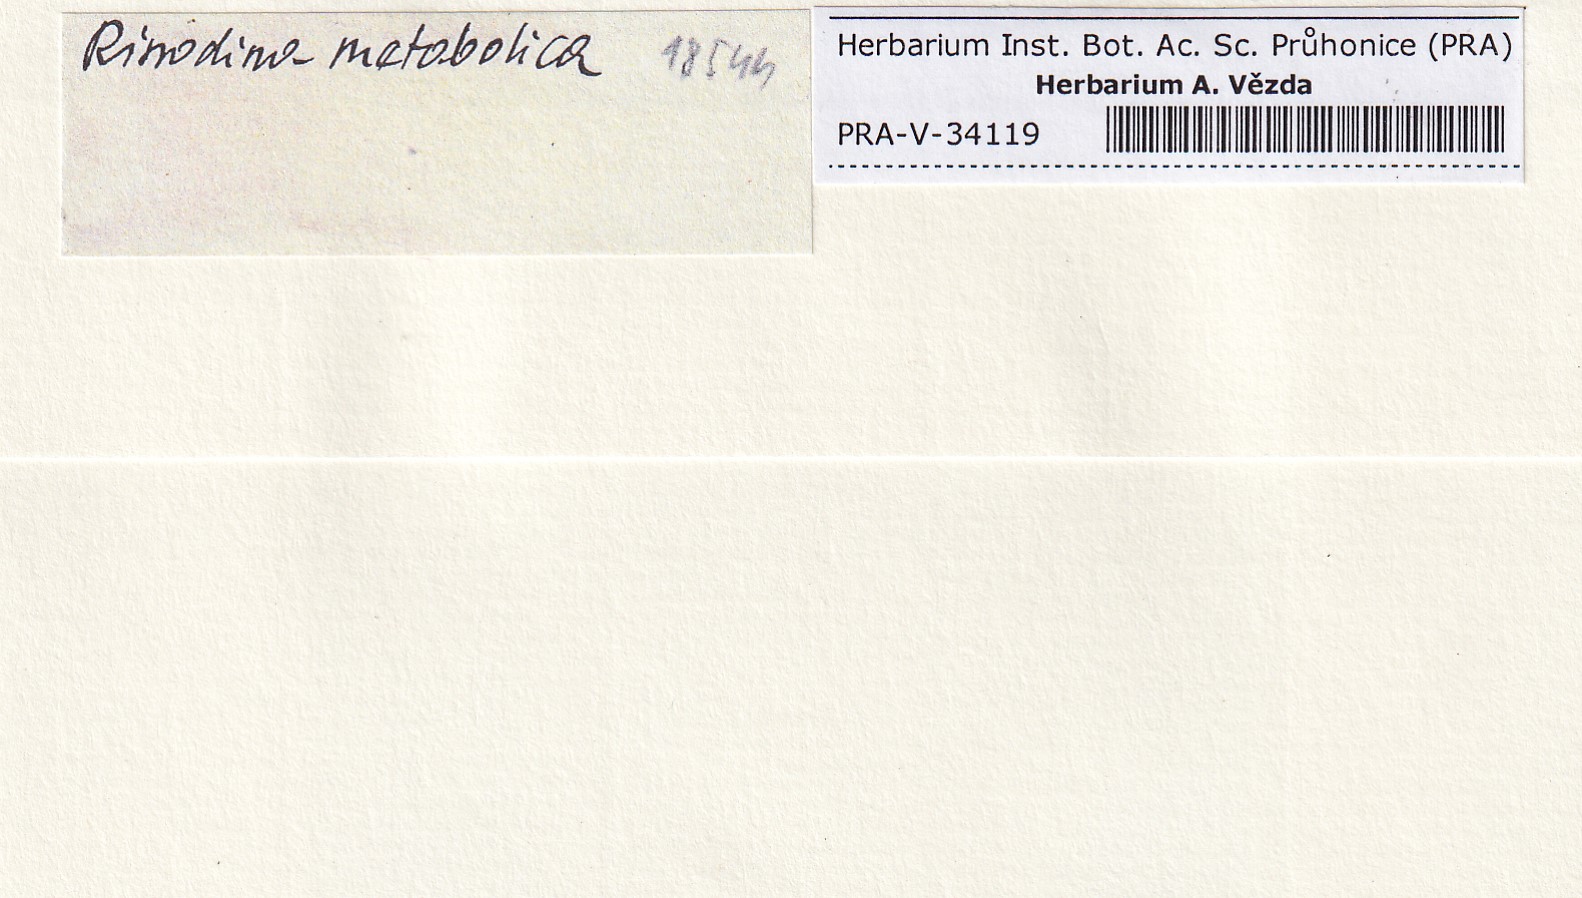 Rinodina metabolica 18544
Herbarium Inst. Bot. Ac. Sc. Průhonice (PRA)
Herbarium A. Vězda
PRA-V-34119